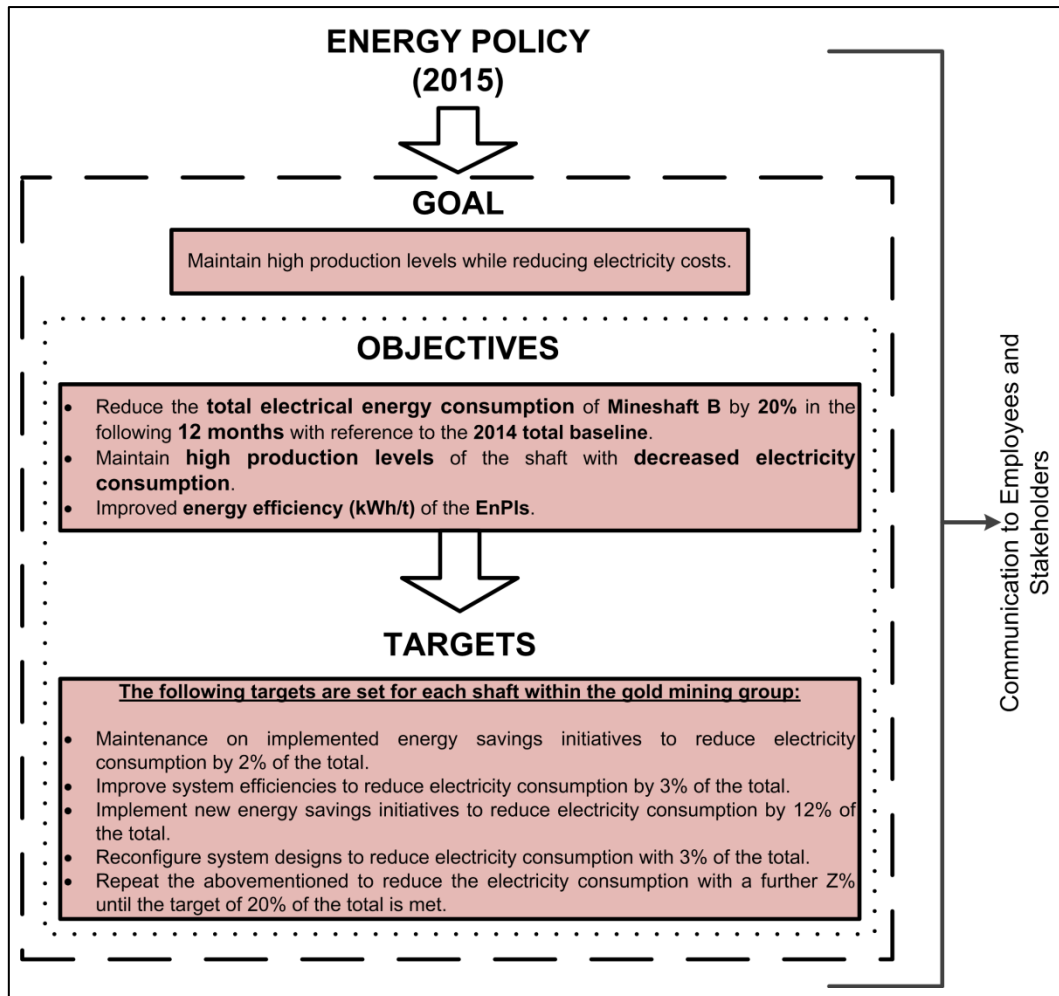 ENERGY POLICY
(2015)
GOAL
Maintain high production levels while reducing electricity costs.
OBJECTIVES
• Reduce the total electrical energy consumption of Mineshaft B by 20% in the
following 12 months with reference to the 2014 total baseline.
• Maintain high production levels of the shaft with decreased electricity
consumption.
• Improved energy efficiency (kWh/t) of the EnPIs.
TARGETS
The following targets are set for each shaft within the gold mining group:
• Maintenance on implemented energy savings initiatives to reduce electricity
consumption by 2% of the total.
• Improve system efficiencies to reduce electricity consumption by 3% of the total.
• Implement new energy savings initiatives to reduce electricity consumption by 12% of
the total.
• Reconfigure system designs to reduce electricity consumption with 3% of the total.
• Repeat the abovementioned to reduce the electricity consumption with a further Z%
until the target of 20% of the total is met.
Communication to Employees and
Stakeholders